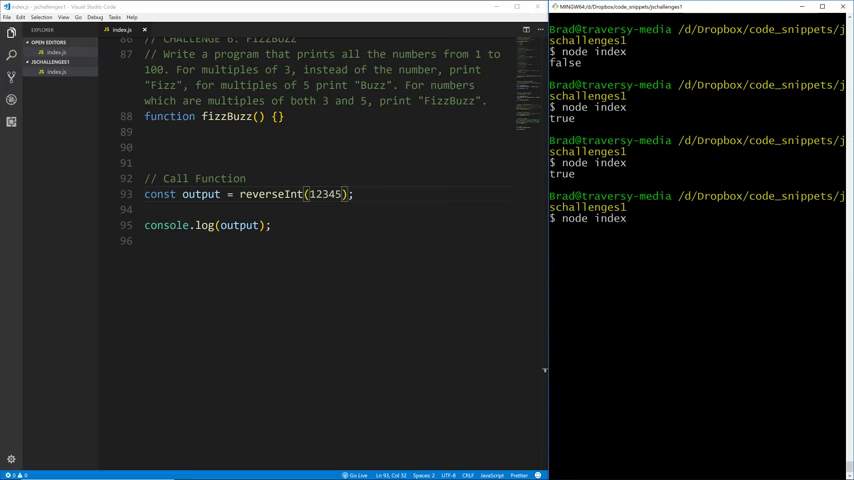 index.js - jschallenges1 - Visual Studio Code
File Edit Selection View Go Debug Tasks Help
EXPLORER
OPEN EDITORS
index.js
JSCHALLENGES1
index.js
index.js
86 // CHALLENGE 6: FIZZBUZZ
87 // Write a program that prints all the numbers from 1 to
100. For multiples of 3, instead of the number, print
"Fizz", for multiples of 5 print "Buzz". For numbers
which are multiples of both 3 and 5, print "FizzBuzz".
88 function fizzBuzz() {}
89
90
91
92 // Call Function
93 const output = reverseInt(12345);
94
95 console.log(output);
96
0 0 Go Live Ln 93, Col 32 Spaces: 2 UTF-8 CRLF JavaScript Prettier
MINGW64:/d/Dropbox/code_snippets/jschallenges1
Brad@traversy-media /d/Dropbox/code_snippets/j
schallenges1
$ node index
false
Brad@traversy-media /d/Dropbox/code_snippets/j
schallenges1
$ node index
true
Brad@traversy-media /d/Dropbox/code_snippets/j
schallenges1
$ node index
true
Brad@traversy-media /d/Dropbox/code_snippets/j
schallenges1
$ node index